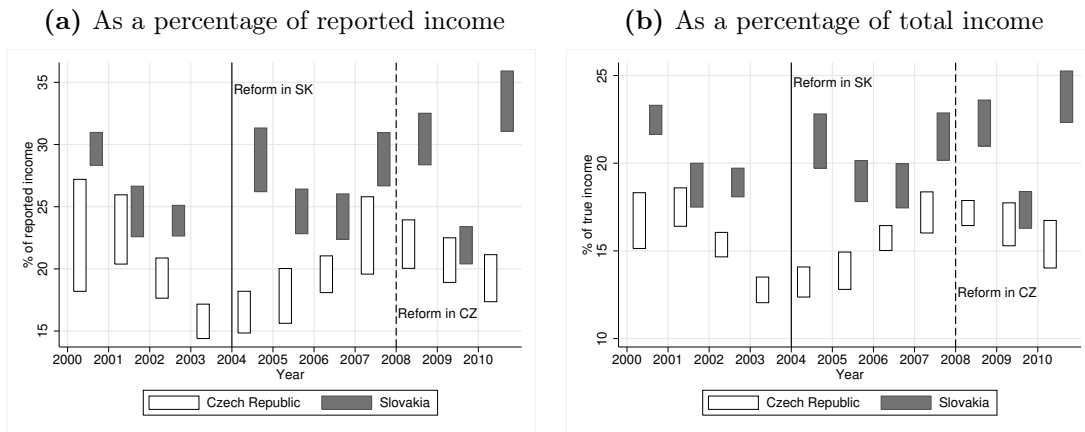 (a) As a percentage of reported income
% of reported income
35
30
25
20
15
Reform in SK
Reform in CZ
2000 2001 2002 2003 2004 2005 2006 2007 2008 2009 2010
Year
Czech Republic Slovakia
(b) As a percentage of total income
% of true income
25
20
15
10
Reform in SK
Reform in CZ
2000 2001 2002 2003 2004 2005 2006 2007 2008 2009 2010
Year
Czech Republic Slovakia